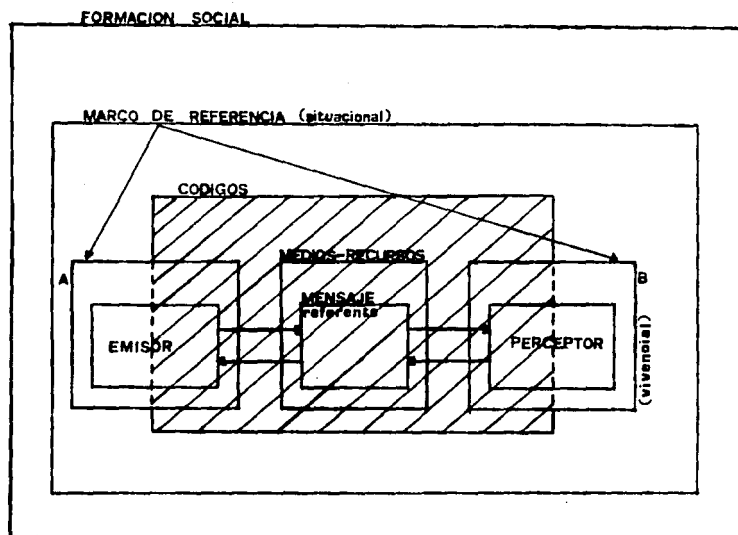 FORMACION SOCIAL
MARCO DE REFERENCIA (situacional)
CODIGOS
MEDIOS-RECURSOS
A
B
MENSAJE
referente
EMISOR
PERCEPTOR
(vivencial)